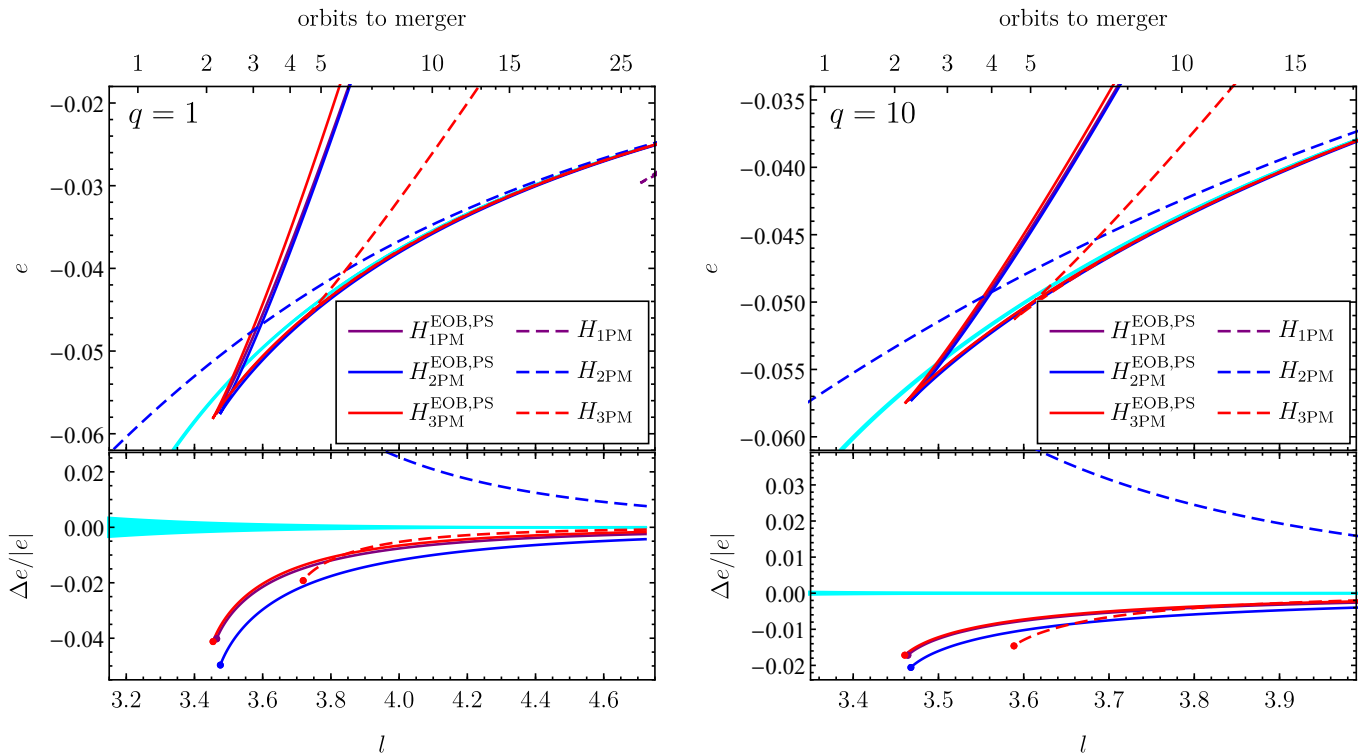 orbits to merger
1 2 3 4 5 10 15 25
q = 1
−0.02
−0.03
−0.04
−0.05
−0.06
e
H_{1PM}^{EOB,PS} H_{1PM}
H_{2PM}^{EOB,PS} H_{2PM}
H_{3PM}^{EOB,PS} H_{3PM}
0.02
0.00
−0.02
−0.04
Δe/|e|
3.2 3.4 3.6 3.8 4.0 4.2 4.4 4.6
l
orbits to merger
1 2 3 4 5 10 15
q = 10
−0.035
−0.040
−0.045
−0.050
−0.055
−0.060
e
H_{1PM}^{EOB,PS} H_{1PM}
H_{2PM}^{EOB,PS} H_{2PM}
H_{3PM}^{EOB,PS} H_{3PM}
0.03
0.02
0.01
0.00
−0.01
−0.02
Δe/|e|
3.4 3.5 3.6 3.7 3.8 3.9
l